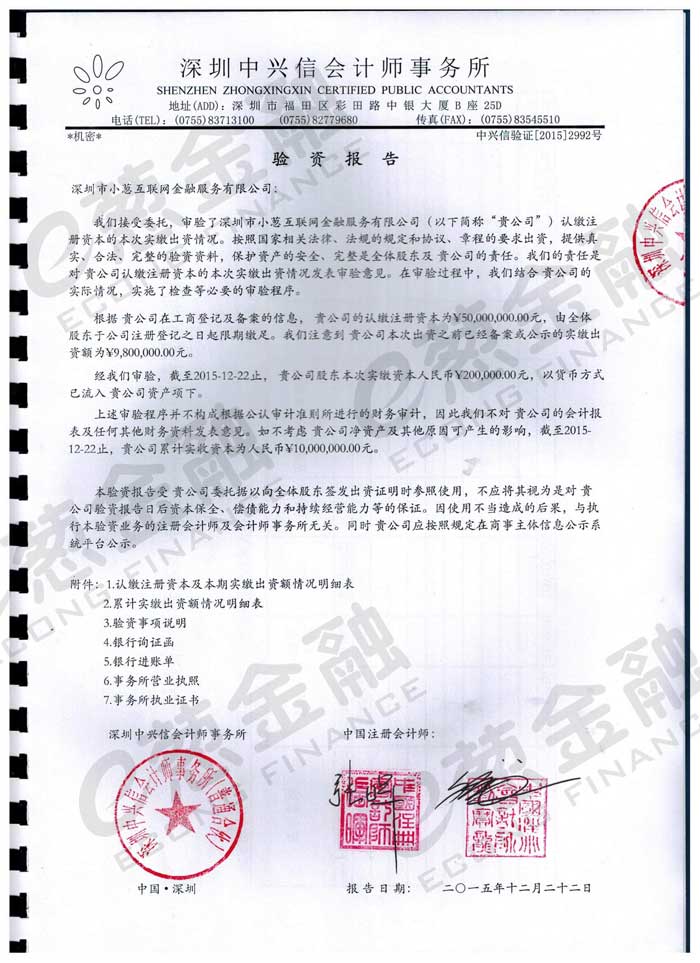 深圳中兴信会计师事务所
SHENZHEN ZHONGXINGXIN CERTIFIED PUBLIC ACCOUNTANTS
地址(ADD)：深圳市福田区彩田路中银大厦B座25D
电话(TEL)：(0755)83713100 (0755)82779680 传真(FAX)：(0755)83545510
*机密* 中兴信验证[2015]2992号
验资报告
深圳市小葱互联网金融服务有限公司：
我们接受委托，审验了深圳市小葱互联网金融服务有限公司（以下简称“贵公司”）认缴注
册资本的本次实缴出资情况。按照国家相关法律、法规的规定和协议、章程的要求出资，提供真
实、合法、完整的验资资料，保护资产的安全、完整是全体股东及 贵公司的责任。我们的责任是
对 贵公司认缴注册资本的本次实缴出资情况发表审验意见。在审验过程中，我们结合 贵公司的
实际情况，实施了检查等必要的审验程序。
根据 贵公司在工商登记及备案的信息， 贵公司的认缴注册资本为¥50,000,000.00元，由全体
股东于公司注册登记之日起限期缴足。我们注意到 贵公司本次出资之前已经备案或公示的实缴出
资额为¥9,800,000.00元。
经我们审验，截至2015-12-22止， 贵公司股东本次实缴资本人民币¥200,000.00元，以货币方式
已流入 贵公司资产项下。
上述审验程序并不构成根据公认审计准则所进行的财务审计，因此我们不对 贵公司的会计报
表及任何其他财务资料发表意见。如不考虑 贵公司净资产及其他原因可产生的影响，截至2015-
12-22止，贵公司累计实收资本为人民币¥10,000,000.00元。
本验资报告受 贵公司委托据以向全体股东签发出资证明时参照使用，不应将其视为是对 贵
公司验资报告日后资本保全、偿债能力和持续经营能力等的保证。因使用不当造成的后果，与执
行本验资业务的注册会计师及会计师事务所无关。同时 贵公司应按照规定在商事主体信息公示系
统平台公示。
附件：1.认缴注册资本及本期实缴出资额情况明细表
2.累计实缴出资额情况明细表
3.验资事项说明
4.银行询证函
5.银行进账单
6.事务所营业执照
7.事务所执业证书
深圳中兴信会计师事务所 中国注册会计师：
深圳中兴信会计师事务所(普通合伙)
中国·深圳 报告日期： 二〇一五年十二月二十二日
e葱金融
ECONG FINANCE